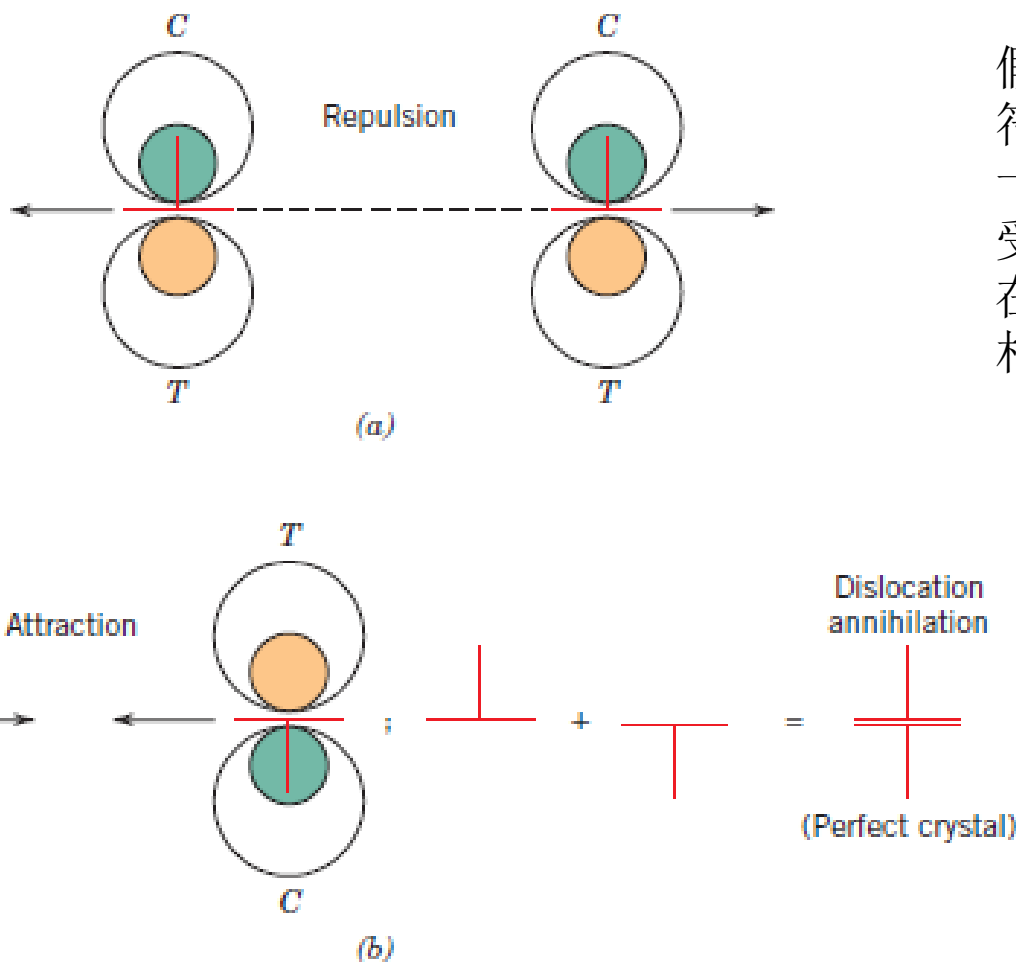 C
C
Repulsion
T
T
(a)
T
Attraction
;
+
=
Dislocation
annihilation
C
(Perfect crystal)
(b)